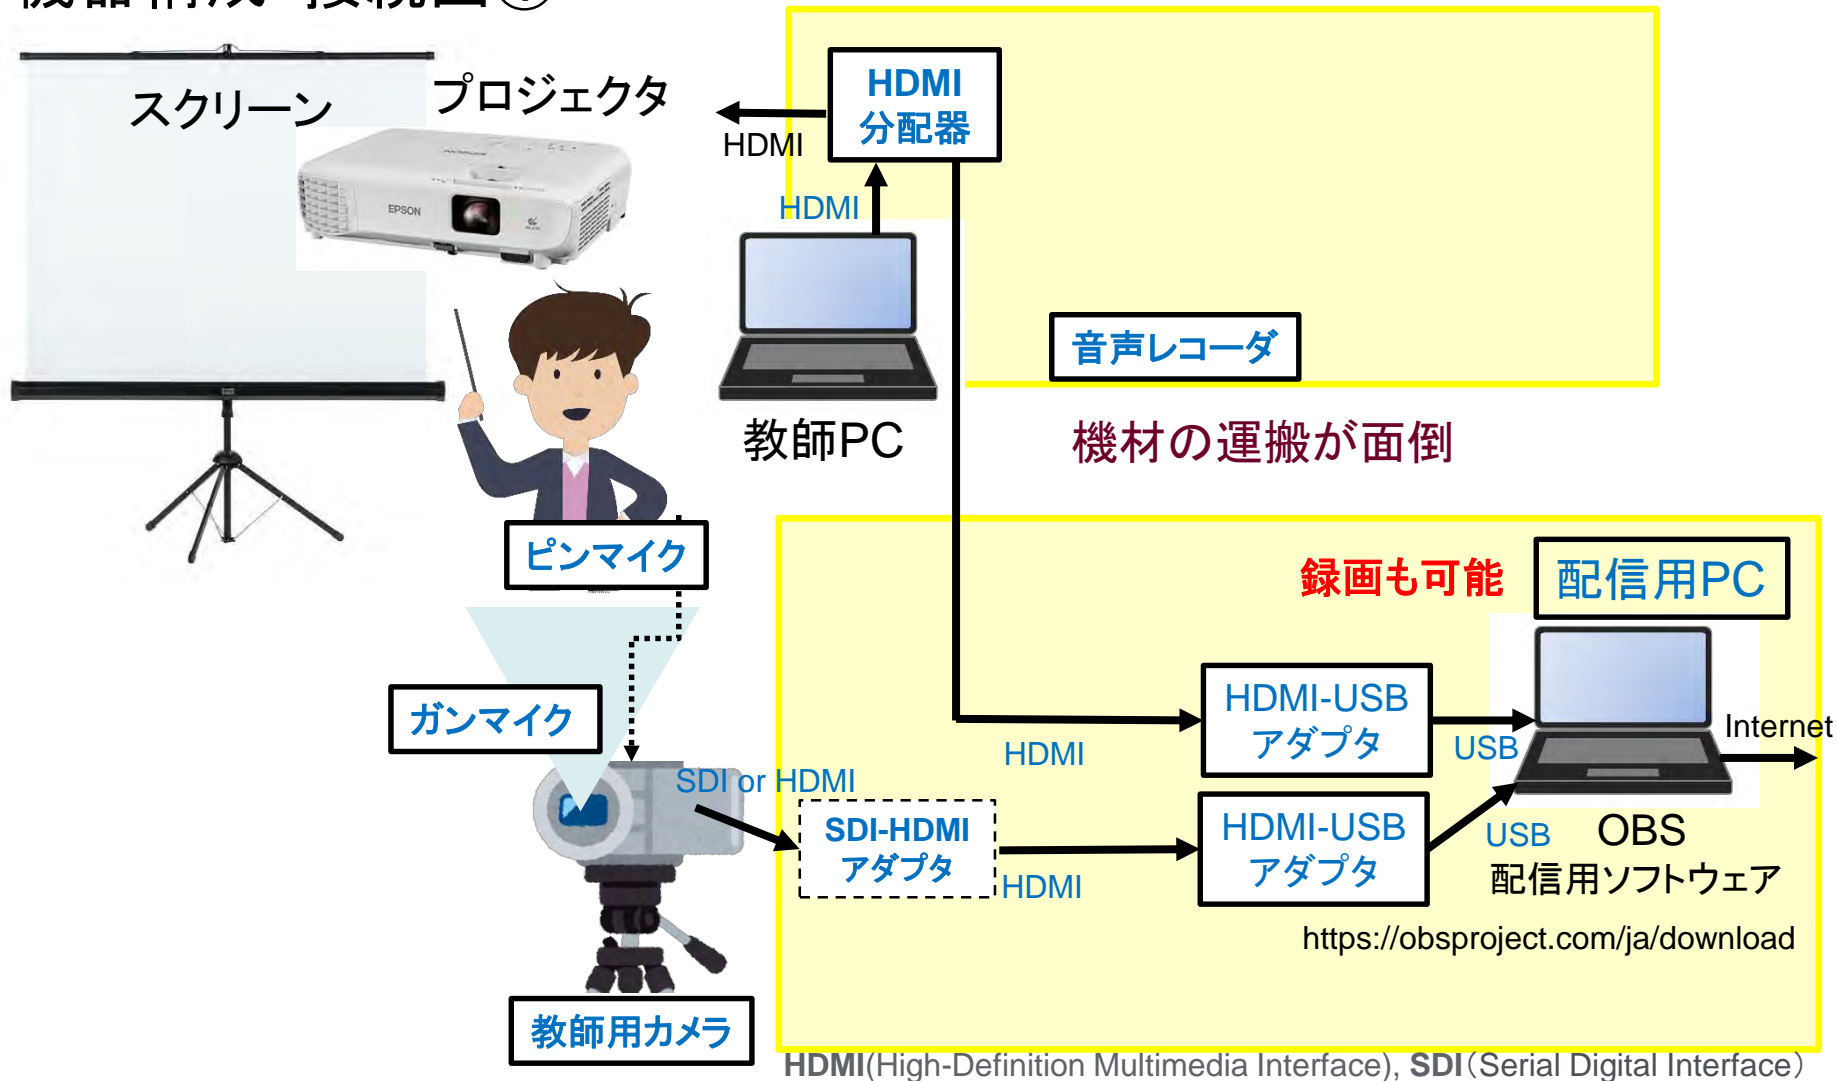 スクリーン
プロジェクタ
EPSON
HDMI
分配器
HDMI
HDMI
音声レコーダ
教師PC
機材の運搬が面倒
ピンマイク
録画も可能
配信用PC
ガンマイク
HDMI-USB
アダプタ
HDMI
USB
Internet
SDI or HDMI
SDI-HDMI
アダプタ
HDMI
HDMI-USB
アダプタ
USB
OBS
配信用ソフトウェア
https://obsproject.com/ja/download
教師用カメラ
HDMI(High-Definition Multimedia Interface), SDI（Serial Digital Interface）